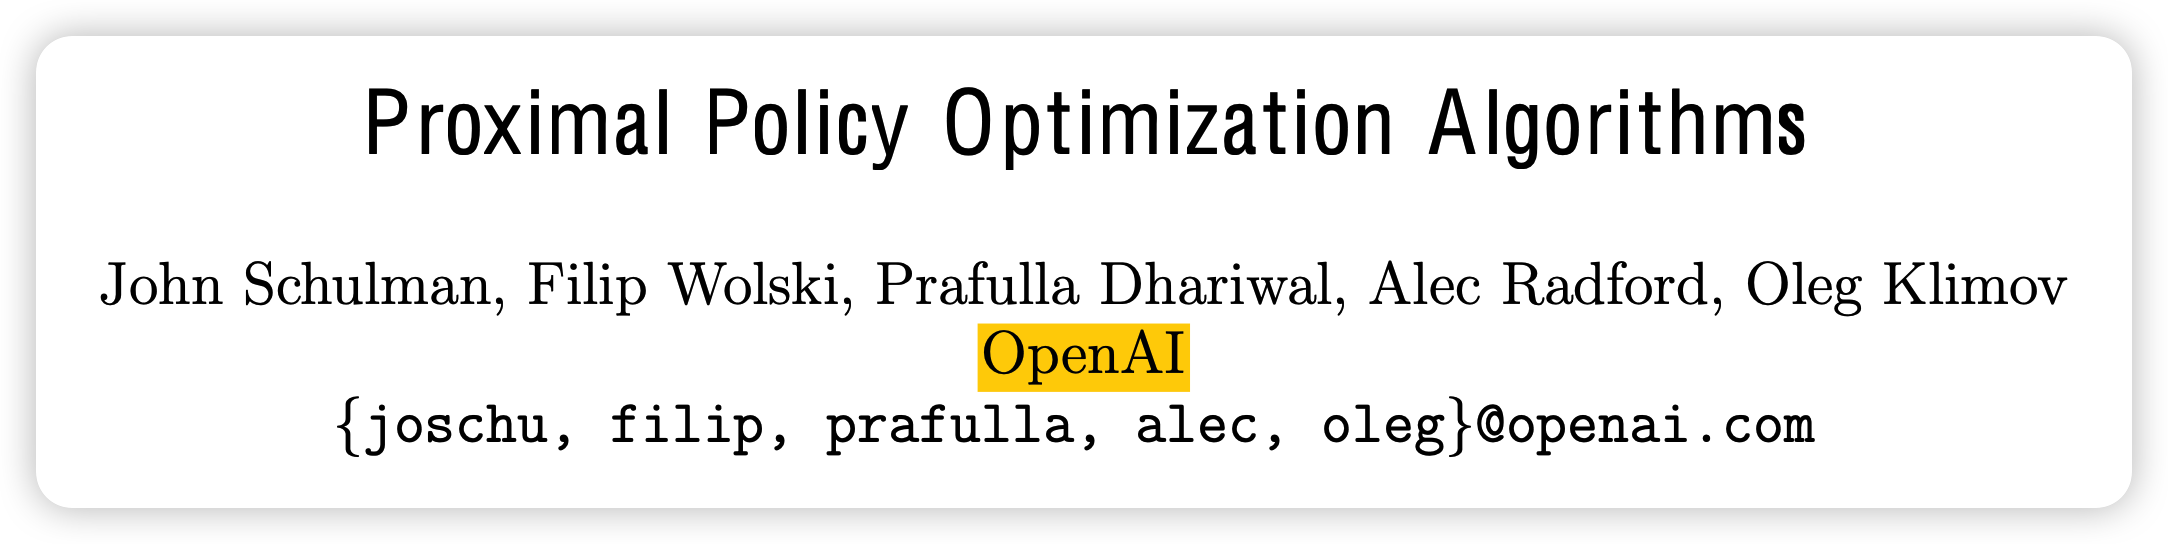 Proximal Policy Optimization Algorithms
John Schulman, Filip Wolski, Prafulla Dhariwal, Alec Radford, Oleg Klimov
OpenAI
{joschu, filip, prafulla, alec, oleg}@openai.com